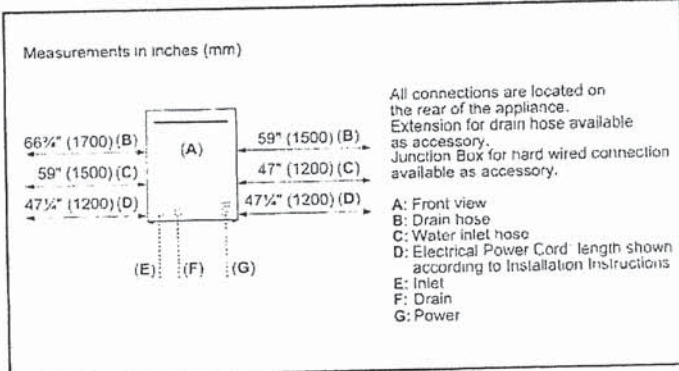 Measurements in inches (mm)
66¾" (1700) (B)
59" (1500) (C)
47¼" (1200) (D)
(A)
59" (1500) (B)
47" (1200) (C)
47¼" (1200) (D)
(E)
(F)
(G)
All connections are located on
the rear of the appliance.
Extension for drain hose available
as accessory.
Junction Box for hard wired connection
available as accessory.
A: Front view
B: Drain hose
C: Water inlet hose
D: Electrical Power Cord length shown
according to Installation Instructions
E: Inlet
F: Drain
G: Power